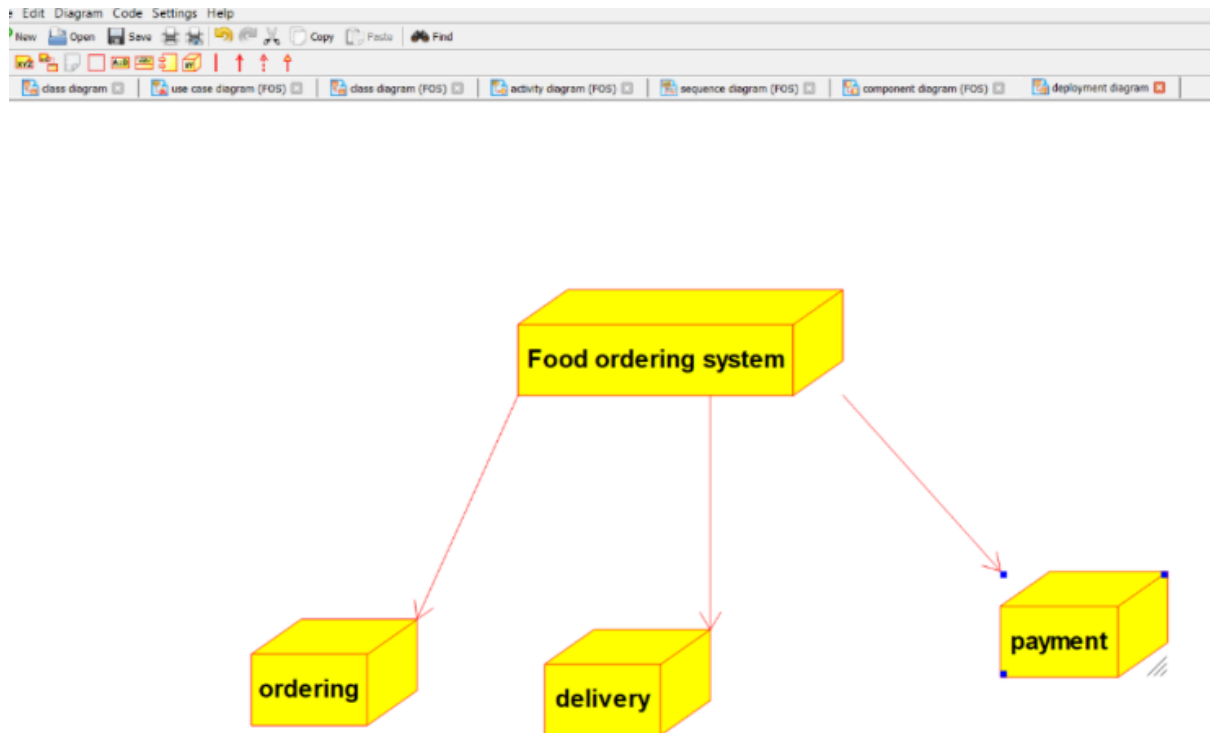 Edit Diagram Code Settings Help
New Open Save Copy Paste Find
class diagram use case diagram (FOS) class diagram (FOS) activity diagram (FOS) sequence diagram (FOS) component diagram (FOS) deployment diagram
Food ordering system
payment
ordering
delivery